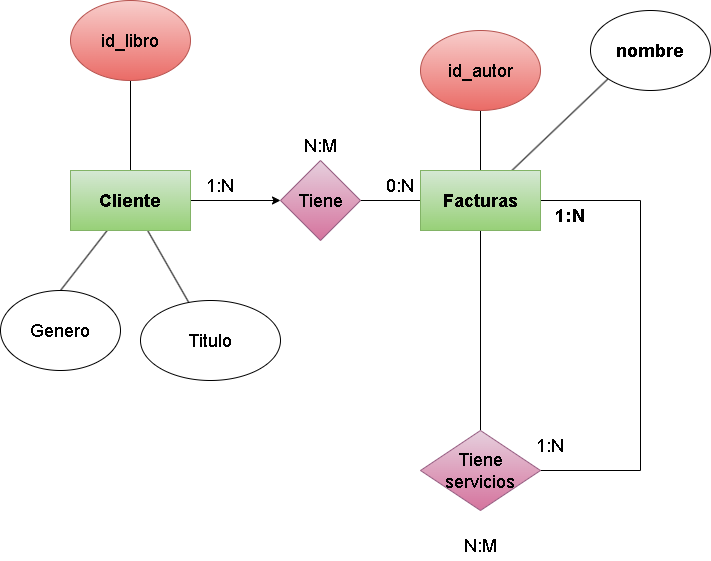 id_libro
id_autor
nombre
N:M
1:N
0:N
Cliente
Tiene
Facturas
1:N
Genero
Titulo
1:N
Tiene
servicios
N:M